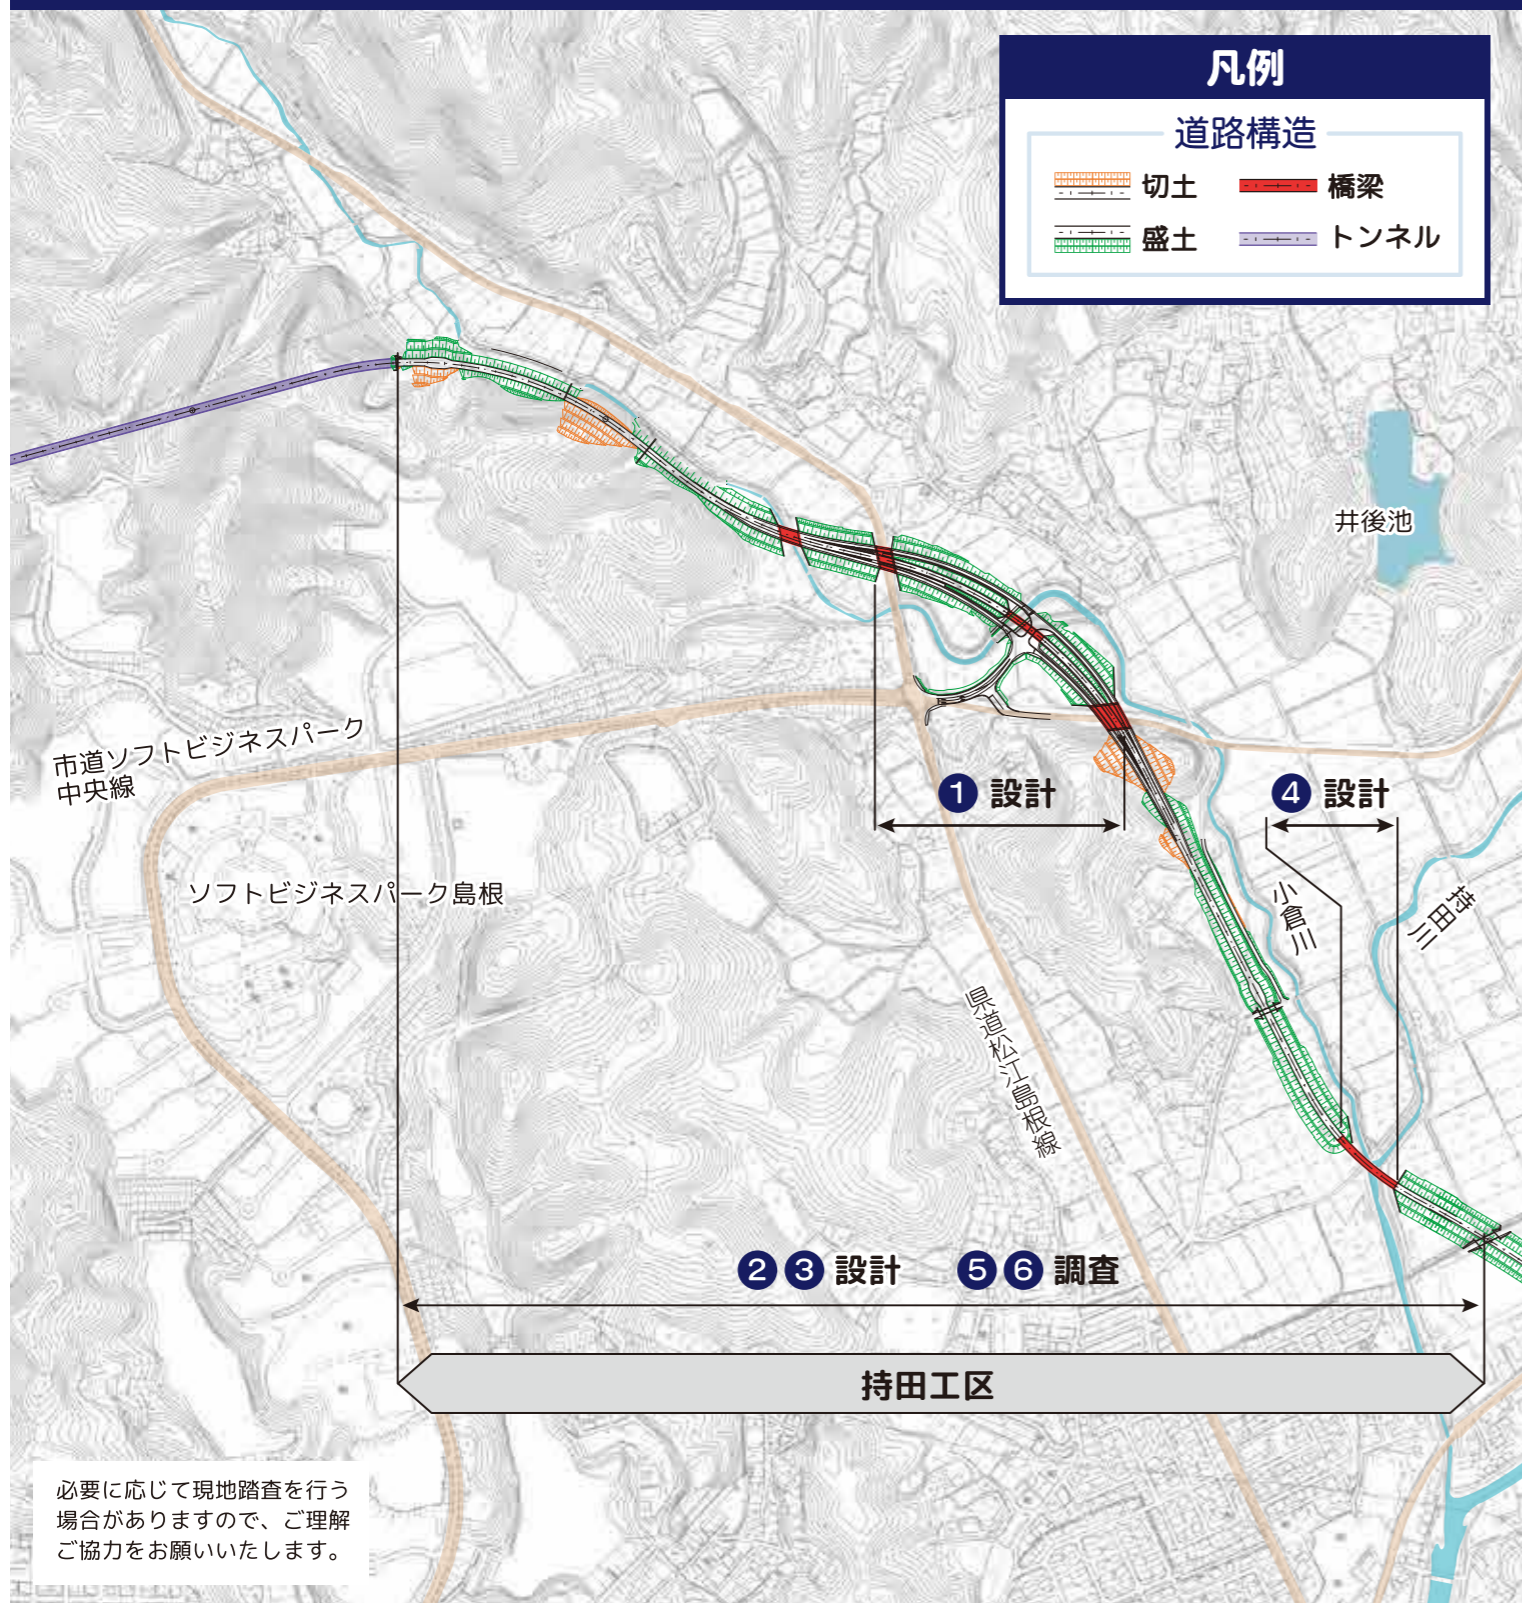 凡例
道路構造
切土
橋梁
盛土
トンネル
井後池
市道ソフトビジネスパーク
中央線
❶ 設計
❹ 設計
ソフトビジネスパーク島根
小倉川
持田川
県道松江島根線
❷❸ 設計 ❺❻ 調査
持田工区
必要に応じて現地踏査を行う
場合がありますので、ご理解
ご協力をお願いいたします。